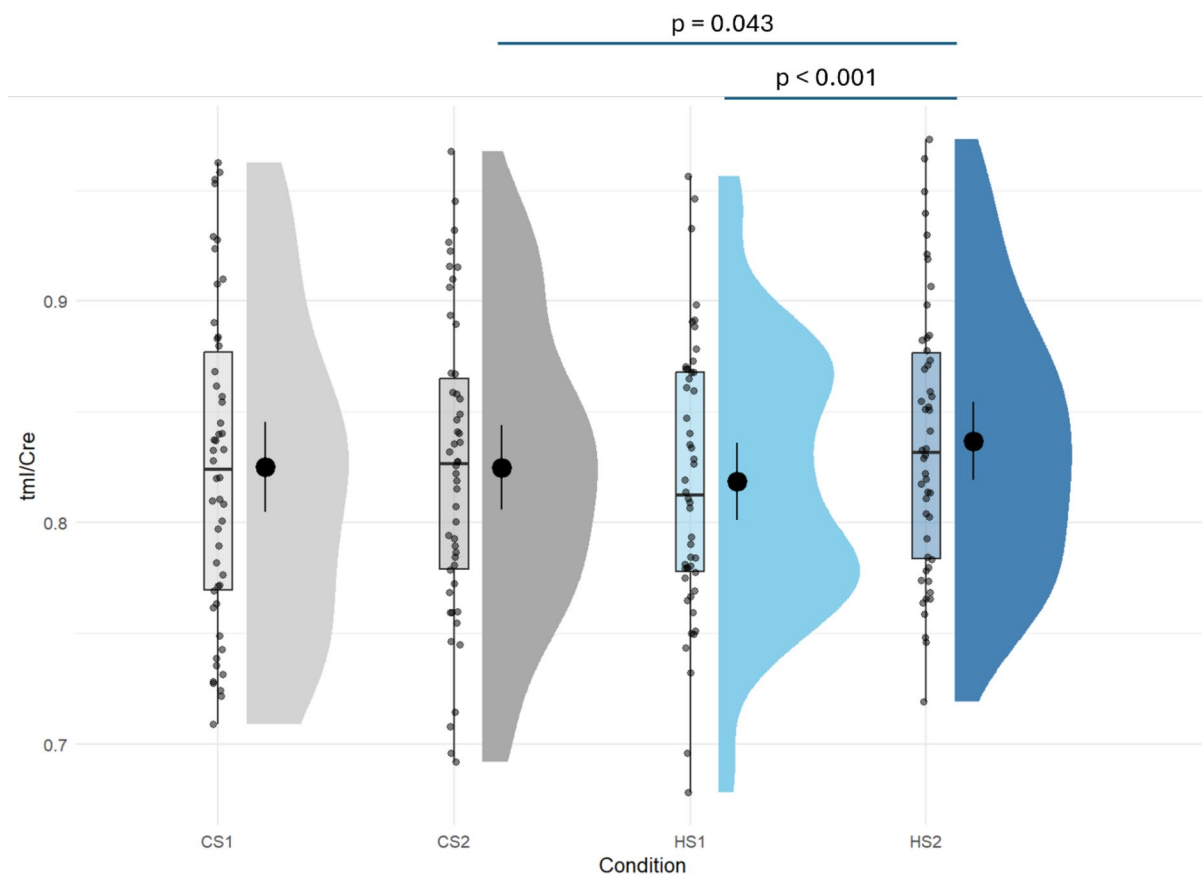 p = 0.043
p < 0.001
0.9
0.8
0.7
tmI/Cre
CS1
CS2
HS1
HS2
Condition